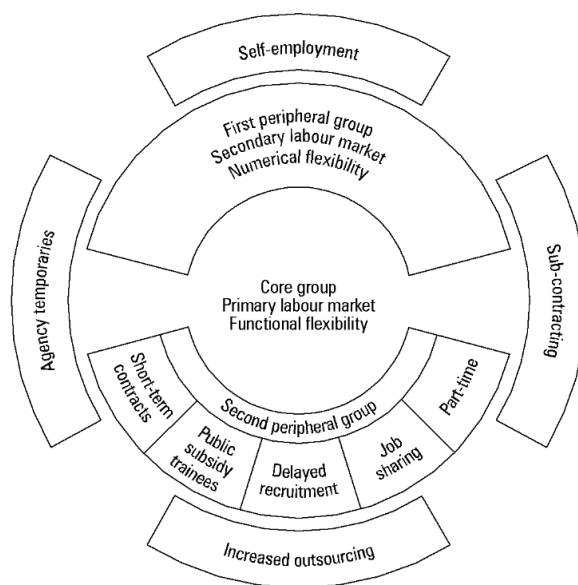 Self-employment
First peripheral group
Secondary labour market
Numerical flexibility
Agency temporaries
Sub-contracting
Core group
Primary labour market
Functional flexibility
Second peripheral group
Short-term
contracts
Public
subsidy
trainees
Delayed
recruitment
Job
sharing
Part-time
Increased outsourcing